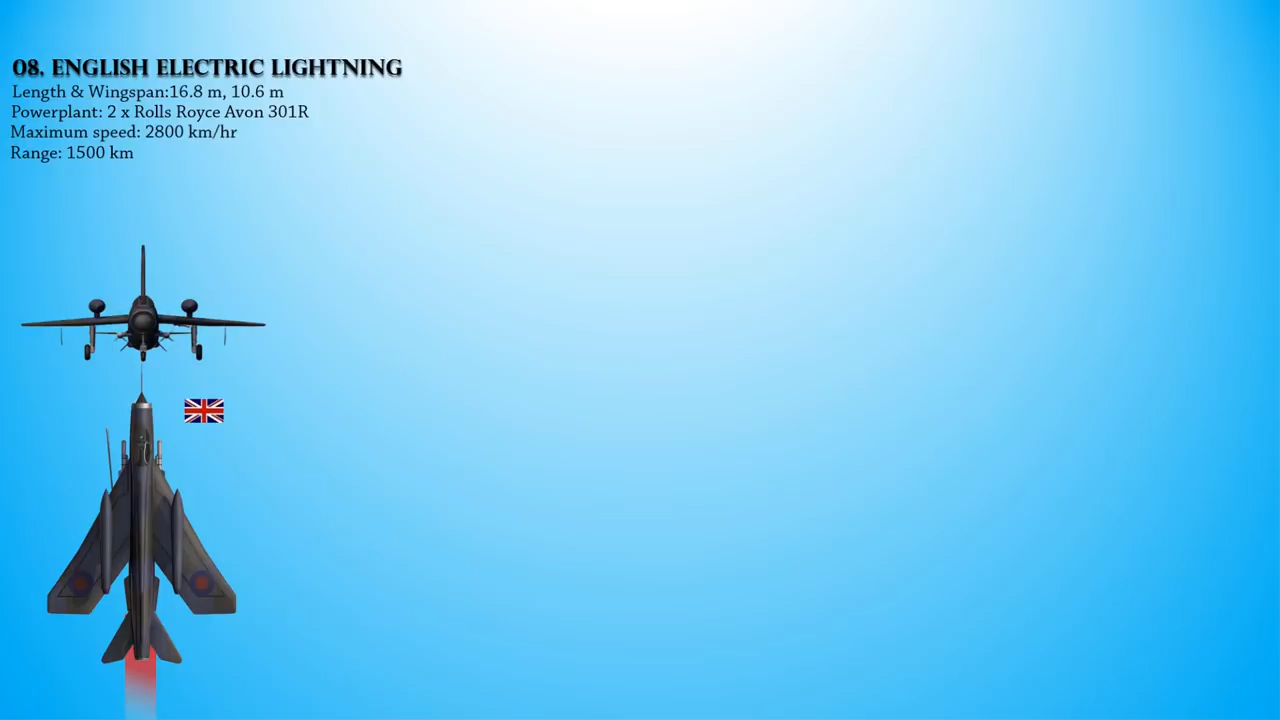 08. ENGLISH ELECTRIC LIGHTNING
Length & Wingspan:16.8 m, 10.6 m
Powerplant: 2 x Rolls Royce Avon 301R
Maximum speed: 2800 km/hr
Range: 1500 km